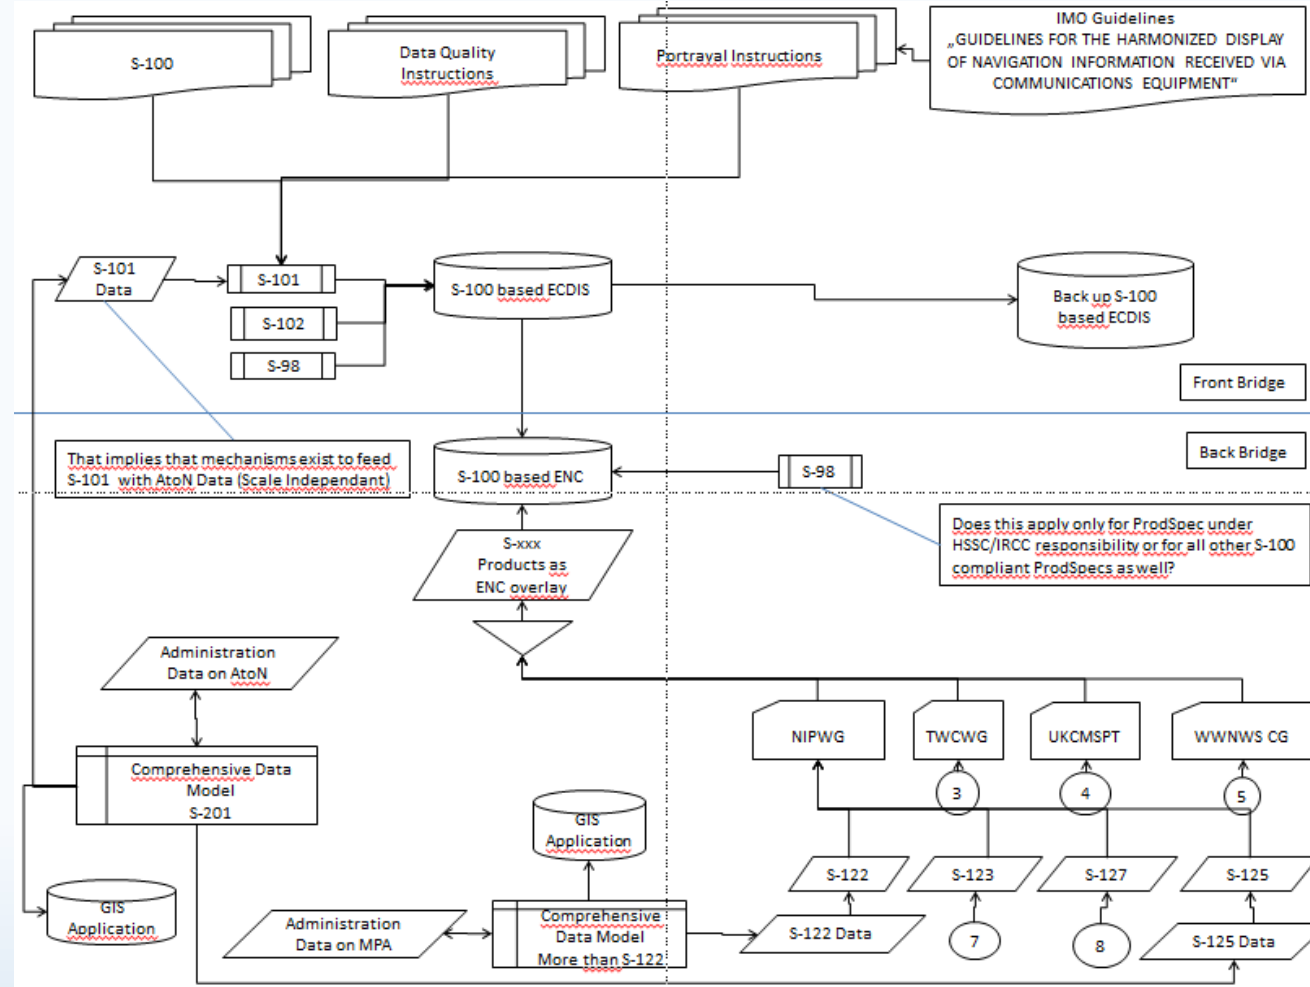 S-100
Data Quality
Instructions
Portrayal Instructions
IMO Guidelines
„GUIDELINES FOR THE HARMONIZED DISPLAY
OF NAVIGATION INFORMATION RECEIVED VIA
COMMUNICATIONS EQUIPMENT“
S-101
Data
S-101
S-102
S-98
S-100 based ECDIS
Back up S-100
based ECDIS
Front Bridge
Back Bridge
That implies that mechanisms exist to feed
S-101 with AtoN Data (Scale Independant)
S-100 based ENC
S-98
Does this apply only for ProdSpec under
HSSC/IRCC responsibility or for all other S-100
compliant ProdSpecs as well?
S-xxx
Products as
ENC overlay
Administration
Data on AtoN
Comprehensive Data
Model
S-201
GIS
Application
GIS
Application
Administration
Data on MPA
Comprehensive
Data Model
More than S-122
NIPWG
TWCWG
UKCMSPT
WWNWS CG
3
4
5
S-122
S-123
S-127
S-125
S-122 Data
7
8
S-125 Data